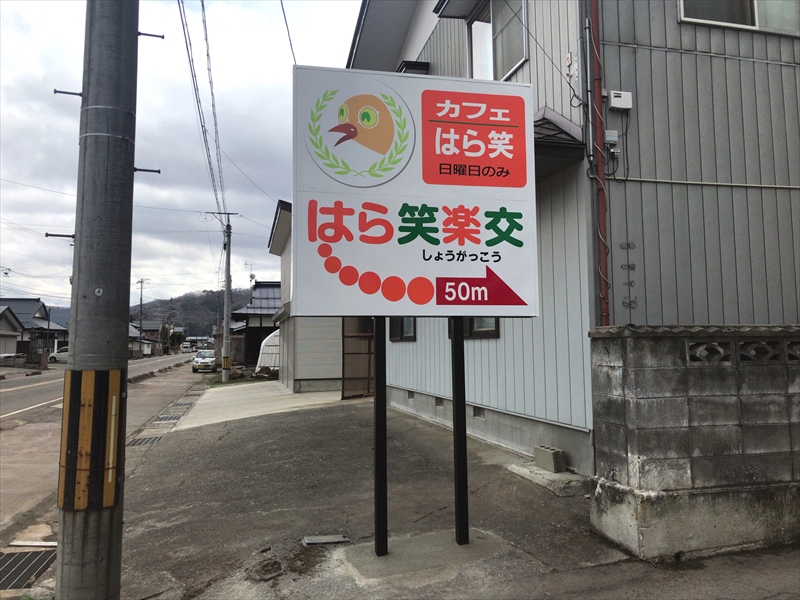 カフェ
はら笑
日曜日のみ
はら笑楽交
しょうがっこう
50m